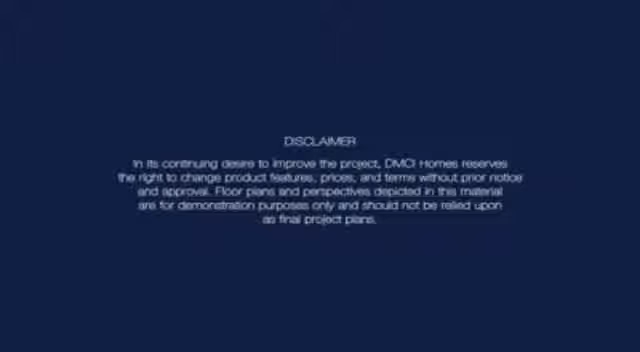 DISCLAIMER
In its continuing desire to improve the project, DMCI Homes reserves
the right to change product features, prices, and terms without prior notice
and approval. Floor plans and perspectives depicted in this material
are for demonstration purposes only and should not be relied upon
as final project plans.